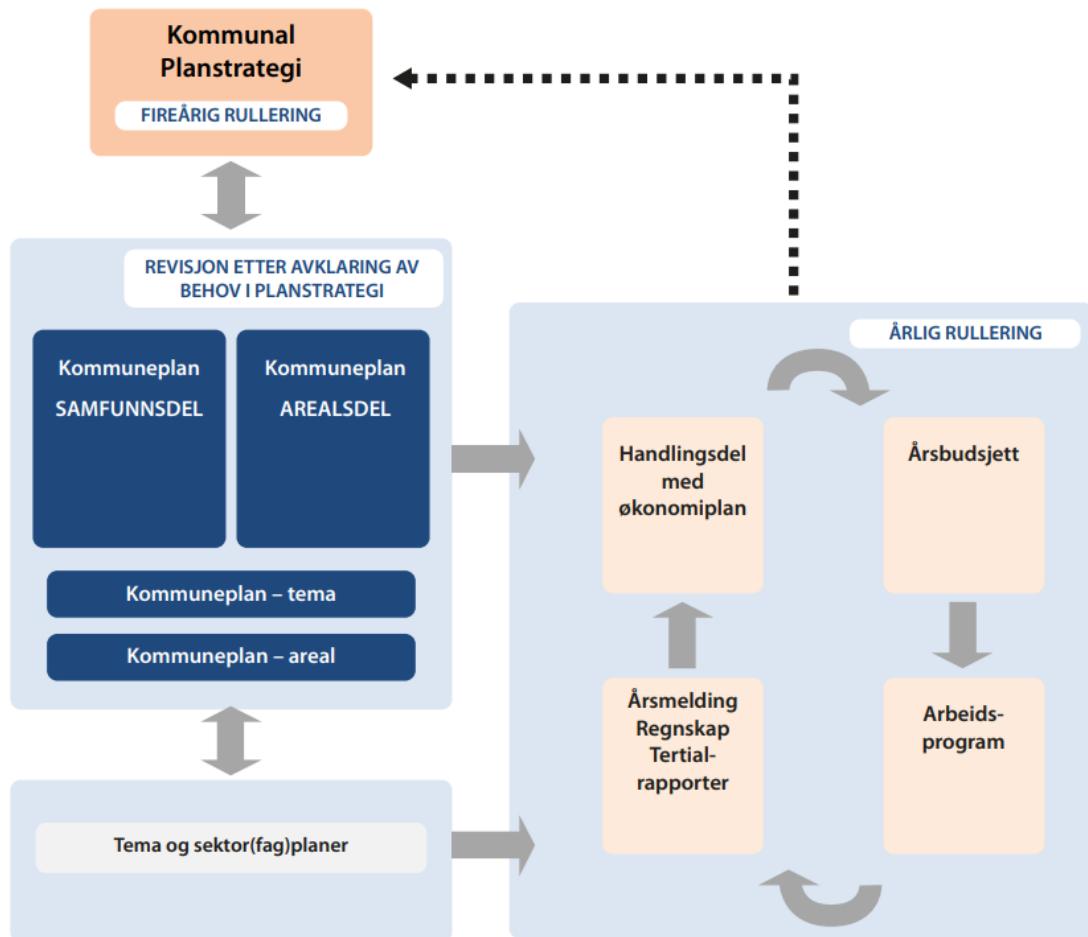 Kommunal
Planstrategi
FIREÅRIG RULLERING
REVISJON ETTER AVKLARING AV
BEHOV I PLANSTRATEGI
Kommuneplan
SAMFUNNSDEL
Kommuneplan
AREALSDEL
Kommuneplan – tema
Kommuneplan – areal
Tema og sektor(fag)planer
ÅRLIG RULLERING
Handlingsdel
med
økonomiplan
Årsbudsjett
Årsmelding
Regnskap
Tertial-
rapporter
Arbeids-
program